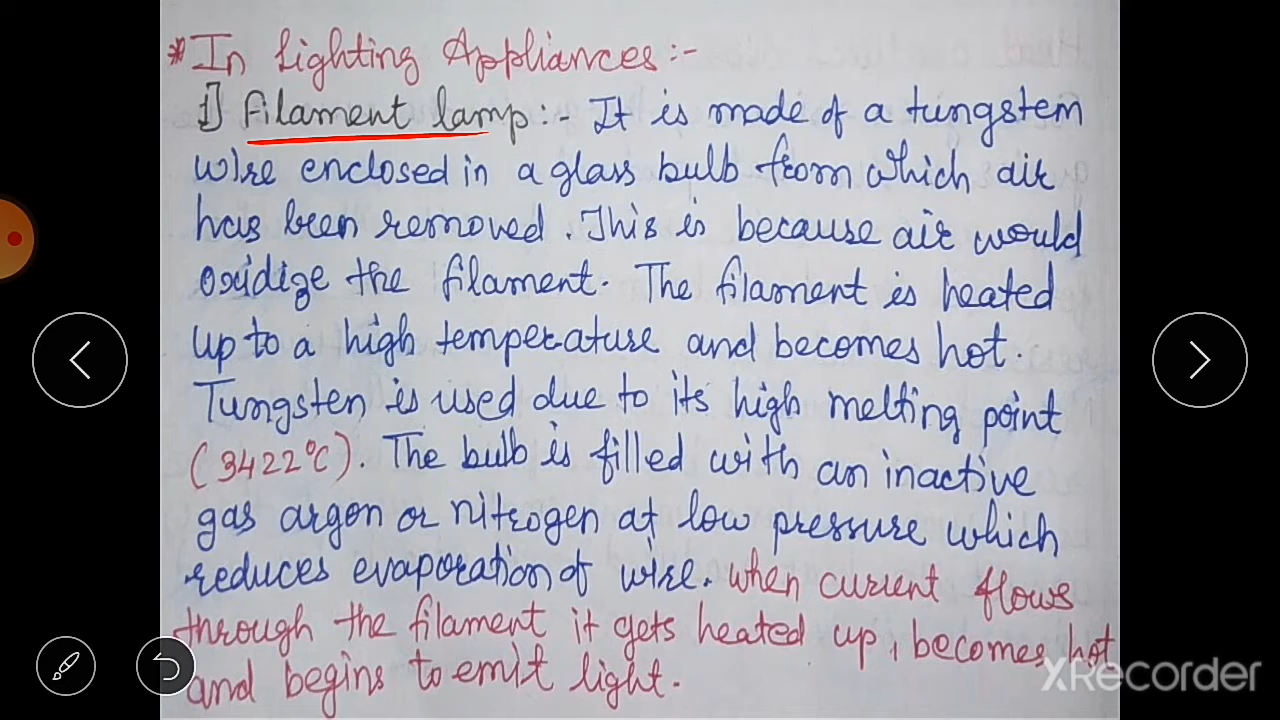 * In Lighting Appliances :-
1] Filament lamp :- It is made of a tungstem
wire enclosed in a glass bulb from which air
has been removed. This is because air would
oxidize the filament. The filament is heated
up to a high temperature and becomes hot.
Tungsten is used due to its high melting point
(3422°C). The bulb is filled with an inactive
gas argon or nitrogen at low pressure which
reduces evaporation of wire. when current flows
through the filament it gets heated up, becomes hot
and begins to emit light.
XRecorder